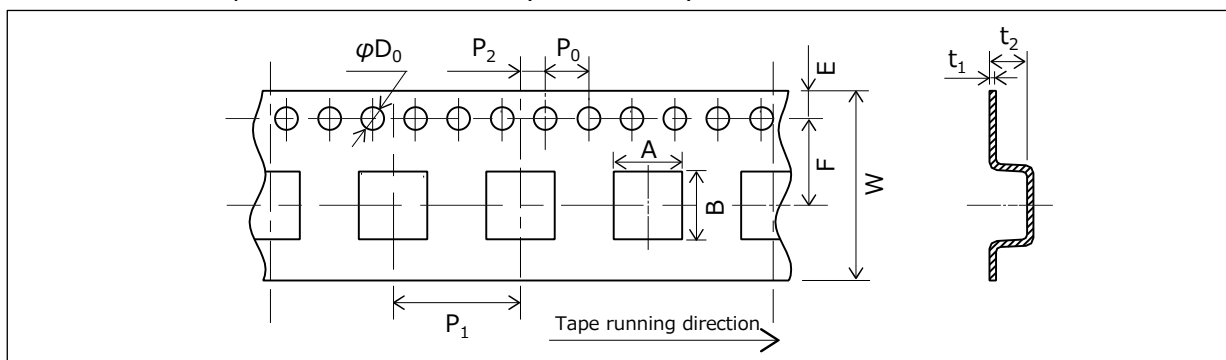 φD₀
P₂
P₀
E
t₁
t₂
A
B
F
W
P₁
Tape running direction